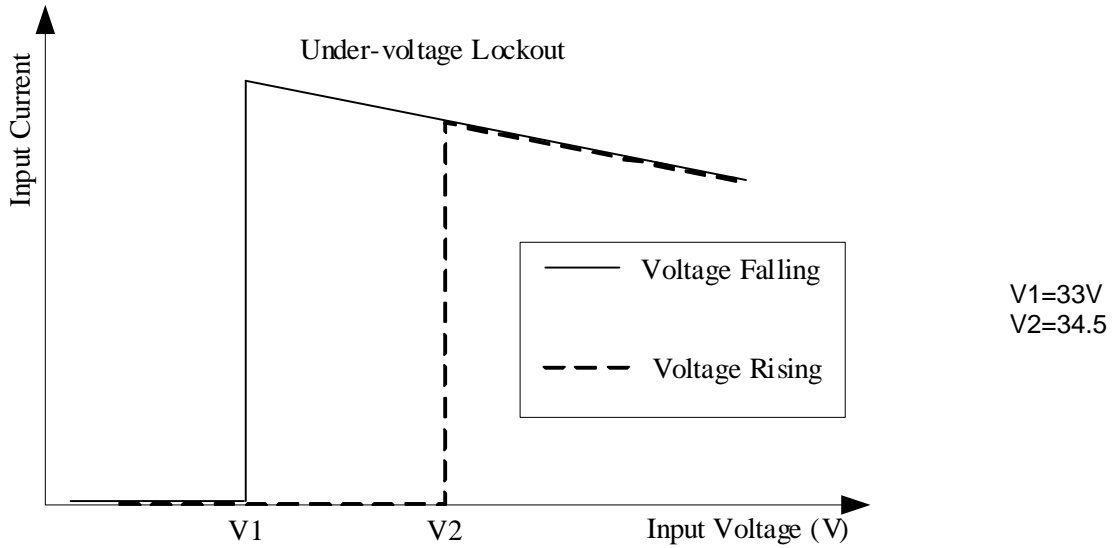 Under-voltage Lockout
Input Current
Voltage Falling
Voltage Rising
V1=33V
V2=34.5
V1
V2
Input Voltage (V)